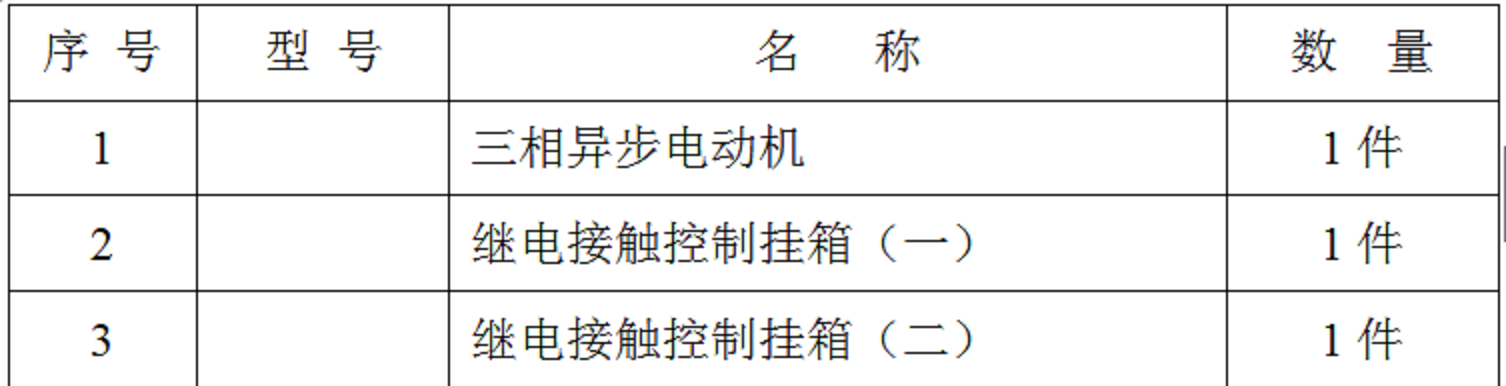 序 号 型 号 名 称 数 量
1 三相异步电动机 1 件
2 继电接触控制挂箱（一） 1 件
3 继电接触控制挂箱（二） 1 件